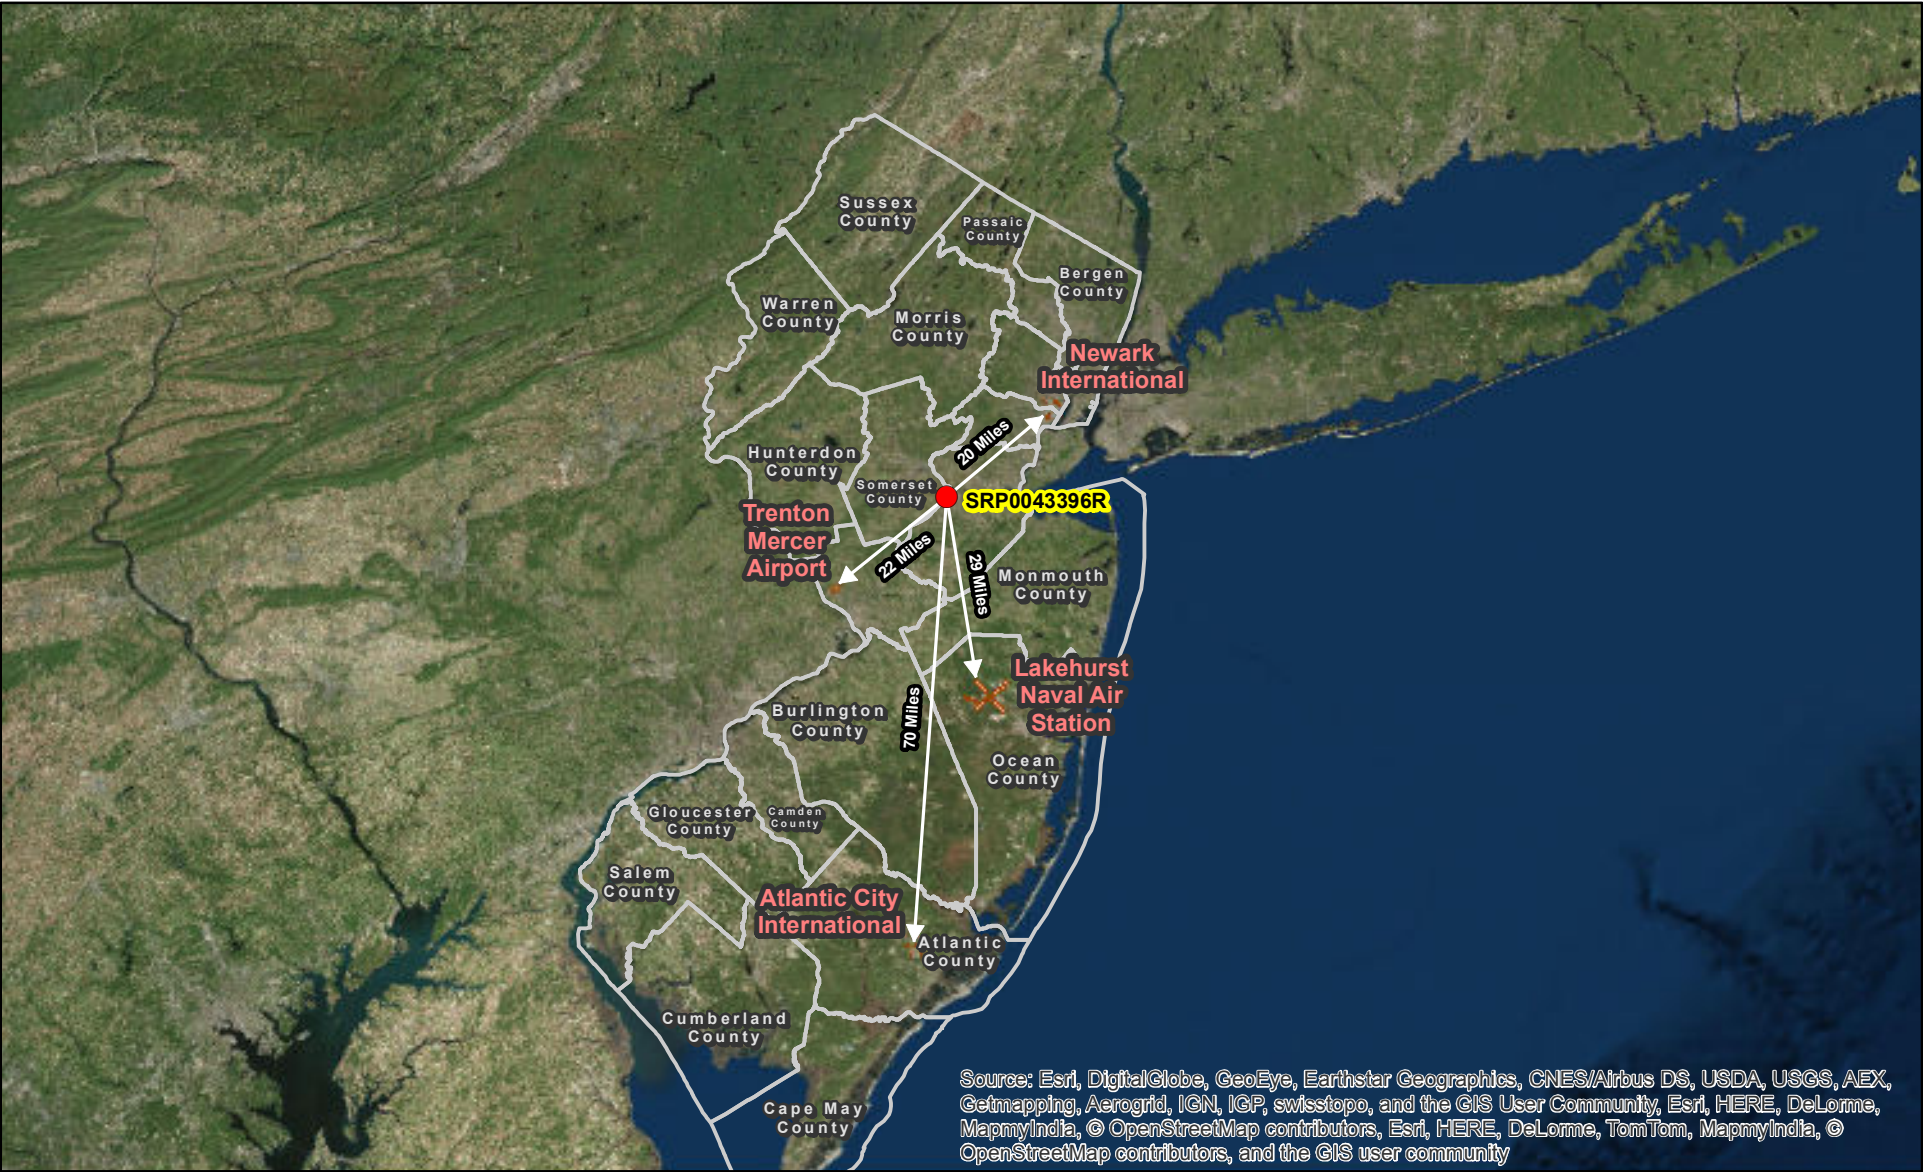 Sussex
County
Passaic
County
Bergen
County
Warren
County
Morris
County
Newark
International
20 Miles
Hunterdon
County
Somerset
County
SRP0043396R
Trenton
Mercer
Airport
22 Miles
29 Miles
Monmouth
County
Lakehurst
Naval Air
Station
70 Miles
Burlington
County
Ocean
County
Gloucester
County
Camden
County
Salem
County
Atlantic City
International
Atlantic
County
Cumberland
County
Cape May
County
Source: Esri, DigitalGlobe, GeoEye, Earthstar Geographics, CNES/Airbus DS, USDA, USGS, AEX,
Getmapping, Aerogrid, IGN, IGP, swisstopo, and the GIS User Community, Esri, HERE, DeLorme,
MapmyIndia, © OpenStreetMap contributors, Esri, HERE, DeLorme, TomTom, MapmyIndia, ©
OpenStreetMap contributors, and the GIS user community